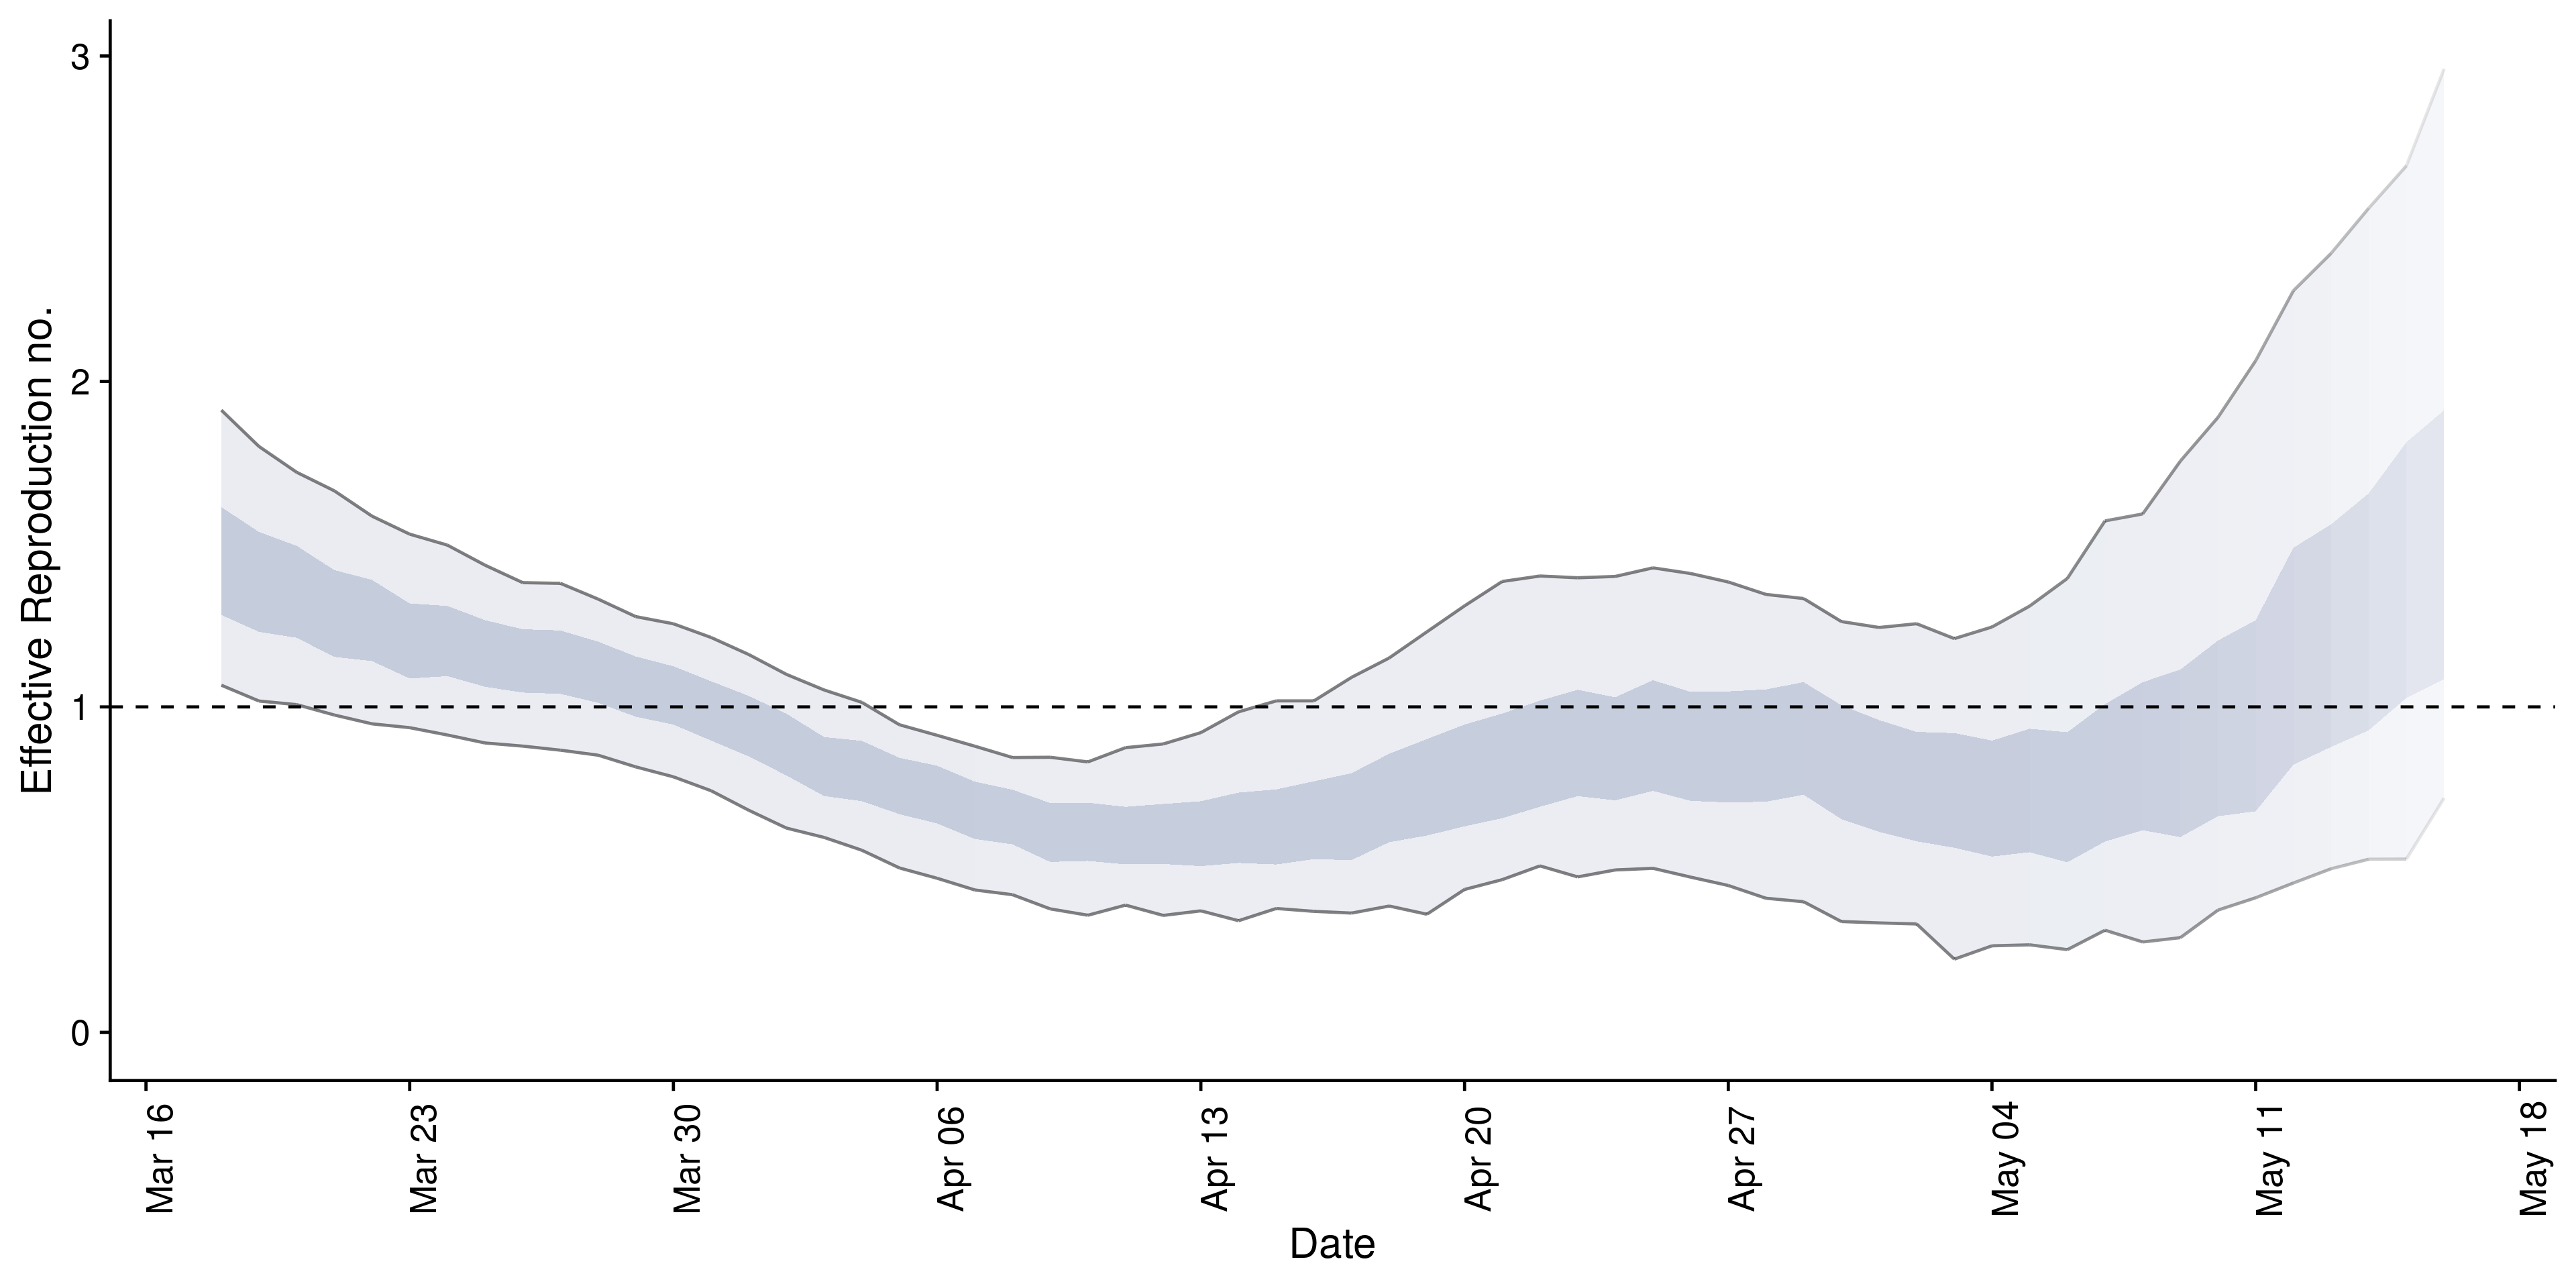 Effective Reproduction no.
3
2
1
0
Mar 16
Mar 23
Mar 30
Apr 06
Apr 13
Apr 20
Apr 27
May 04
May 11
May 18
Date